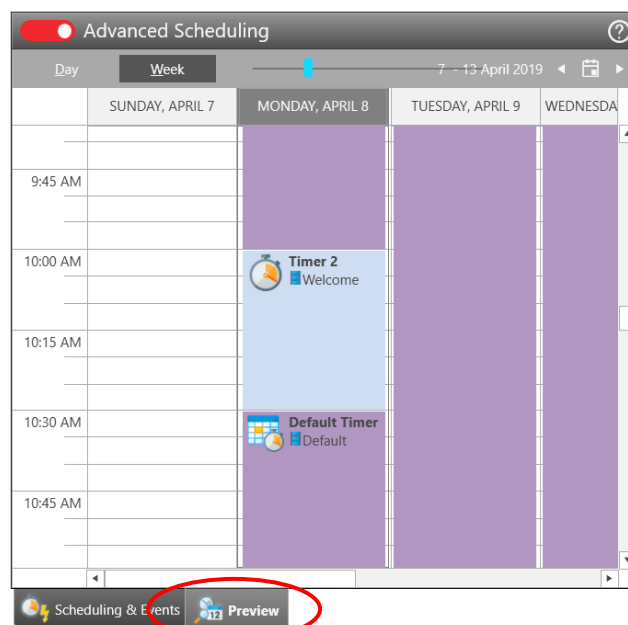 Advanced Scheduling
?
Day Week 7 - 13 April 2019
SUNDAY, APRIL 7 MONDAY, APRIL 8 TUESDAY, APRIL 9 WEDNESDA
9:45 AM
10:00 AM
Timer 2
Welcome
10:15 AM
10:30 AM
Default Timer
Default
10:45 AM
Scheduling & Events 12 Preview